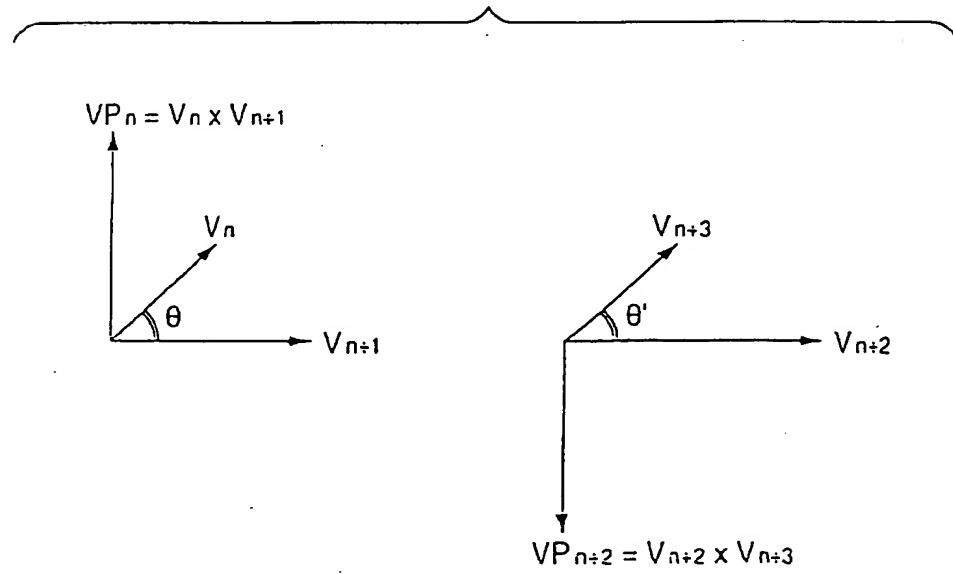 VPn = Vn x Vn+1
Vn
θ
Vn+1
Vn+3
θ'
Vn+2
VPn+2 = Vn+2 x Vn+3